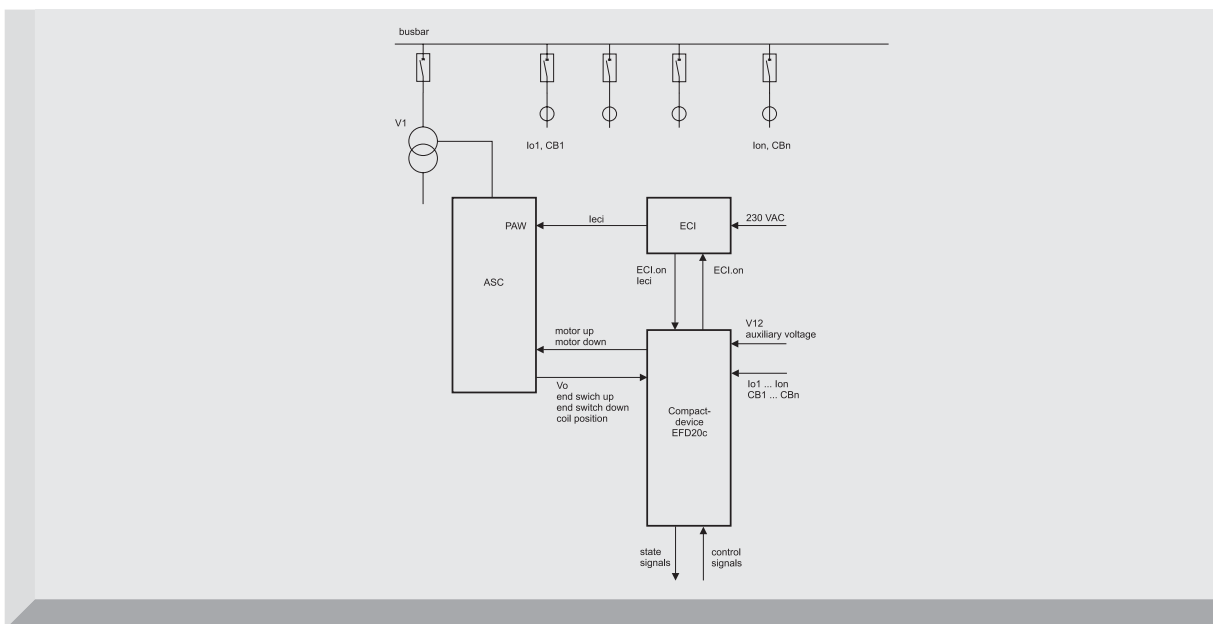 busbar
V1
Io1, CB1
Ion, CBn
PAW
Ieci
ECI
230 VAC
ASC
ECI.on
Ieci
ECI.on
motor up
motor down
V12
auxiliary voltage
Vo
end swich up
end switch down
coil position
Io1 ... Ion
CB1 ... CBn
Compact-
device
EFD20c
state
signals
control
signals